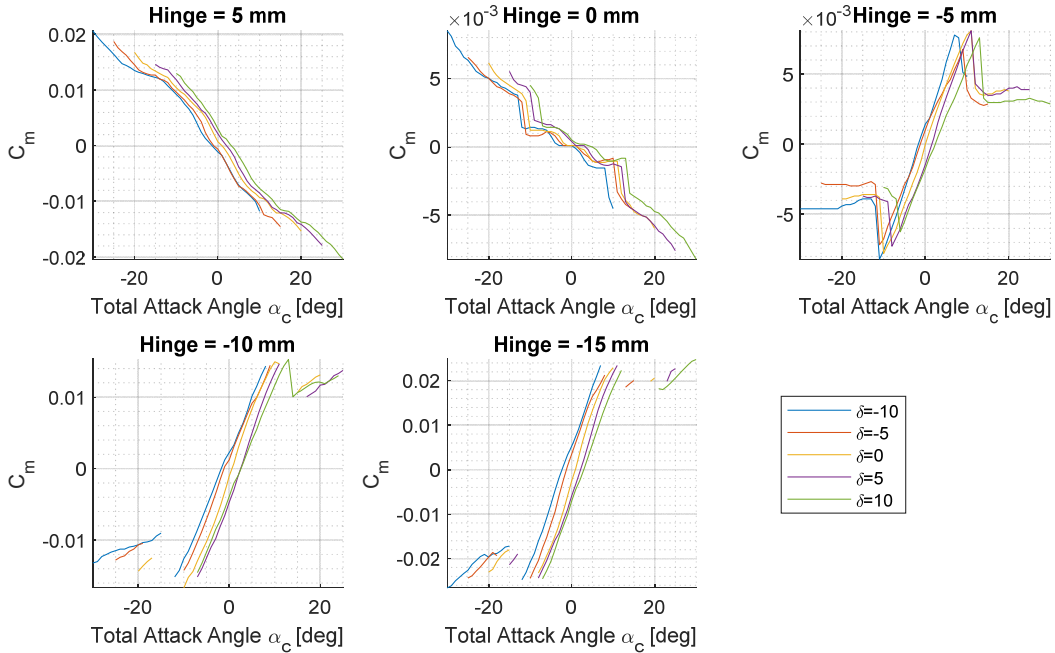 Hinge = 5 mm
0.02
0.01
0
-0.01
-0.02
C_m
-20 0 20
Total Attack Angle α_c [deg]
×10^-3 Hinge = 0 mm
5
0
-5
C_m
-20 0 20
Total Attack Angle α_c [deg]
×10^-3 Hinge = -5 mm
5
0
-5
C_m
-20 0 20
Total Attack Angle α_c [deg]
Hinge = -10 mm
0.01
0
-0.01
C_m
-20 0 20
Total Attack Angle α_c [deg]
Hinge = -15 mm
0.02
0.01
0
-0.01
-0.02
C_m
-20 0 20
Total Attack Angle α_c [deg]
δ=-10
δ=-5
δ=0
δ=5
δ=10